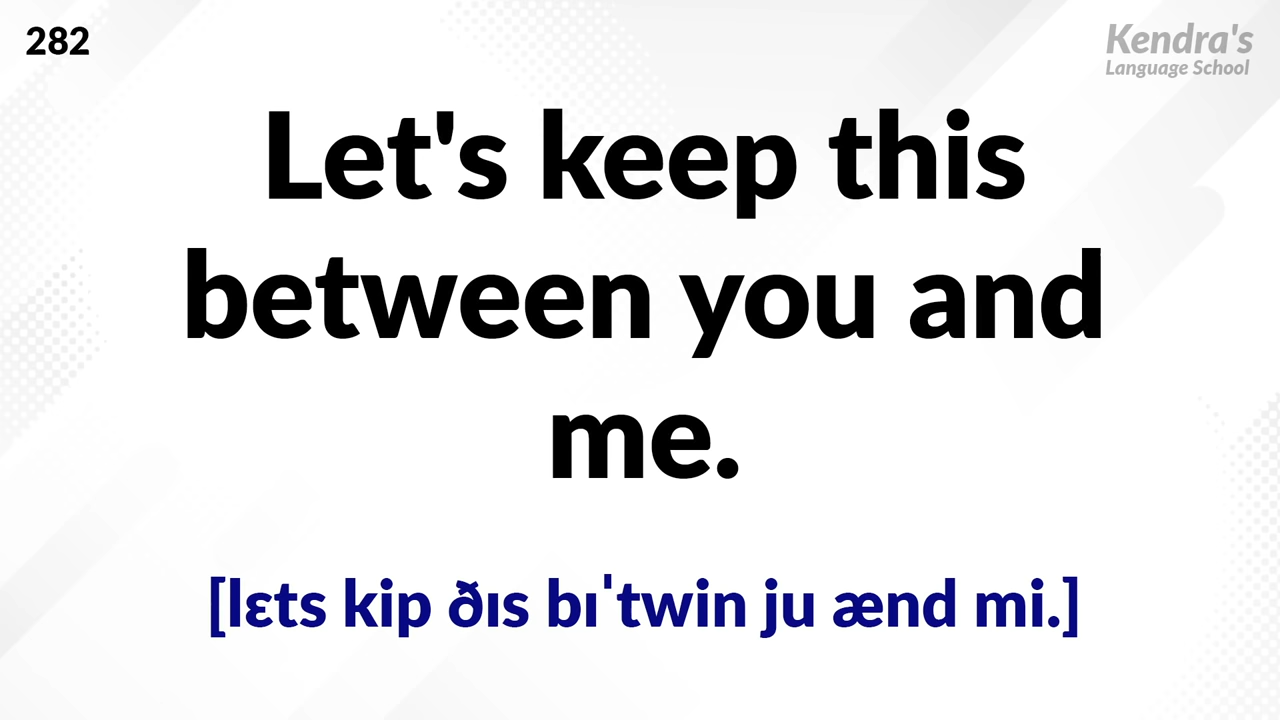 282
Kendra's
Language School
Let's keep this
between you and
me.
[lɛts kip ðɪs bɪˈtwin ju ænd mi.]